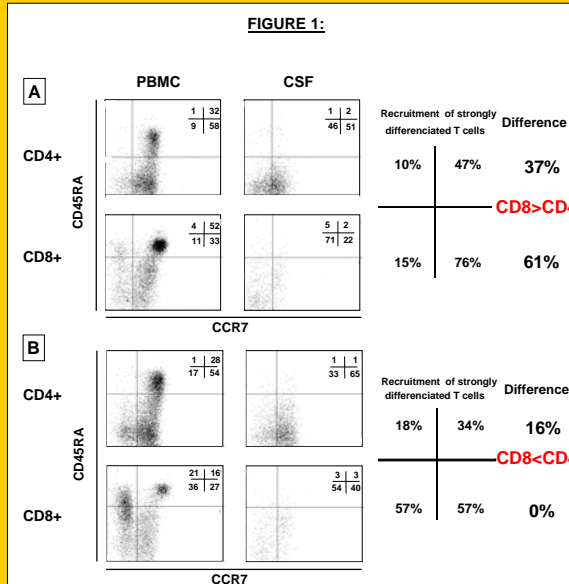 FIGURE 1:
PBMC CSF
A
CD4+
CD8+
CD45RA
1 32
9 58
1 2
46 51
4 52
11 33
5 2
71 22
CCR7
Recruitment of strongly
differenciated T cells
Difference
10% 47% 37%
CD8>CD4
15% 76% 61%
B
CD4+
CD8+
CD45RA
1 28
17 54
1 1
33 65
21 16
36 27
3 3
54 40
CCR7
Recruitment of strongly
differenciated T cells
Difference
18% 34% 16%
CD8<CD4
57% 57% 0%